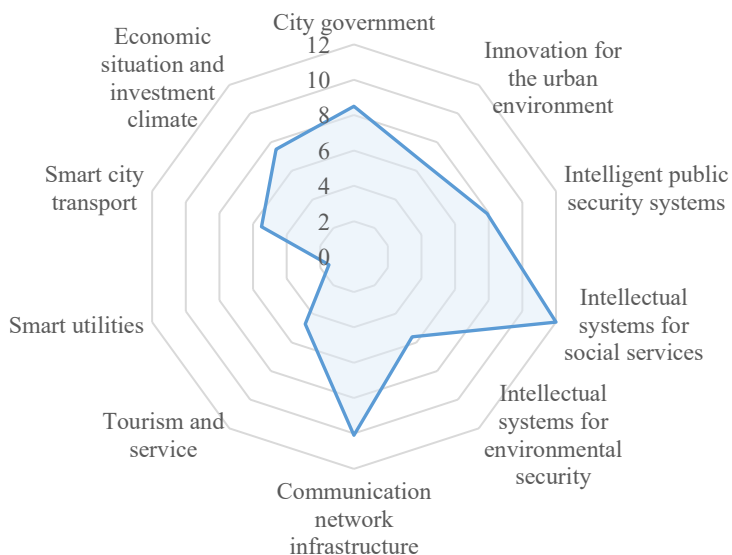 City government
12
10
8
6
4
2
0
Innovation for
the urban
environment
Intelligent public
security systems
Intellectual
systems for
social services
Intellectual
systems for
environmental
security
Communication
network
infrastructure
Tourism and
service
Smart utilities
Smart city
transport
Economic
situation and
investment
climate